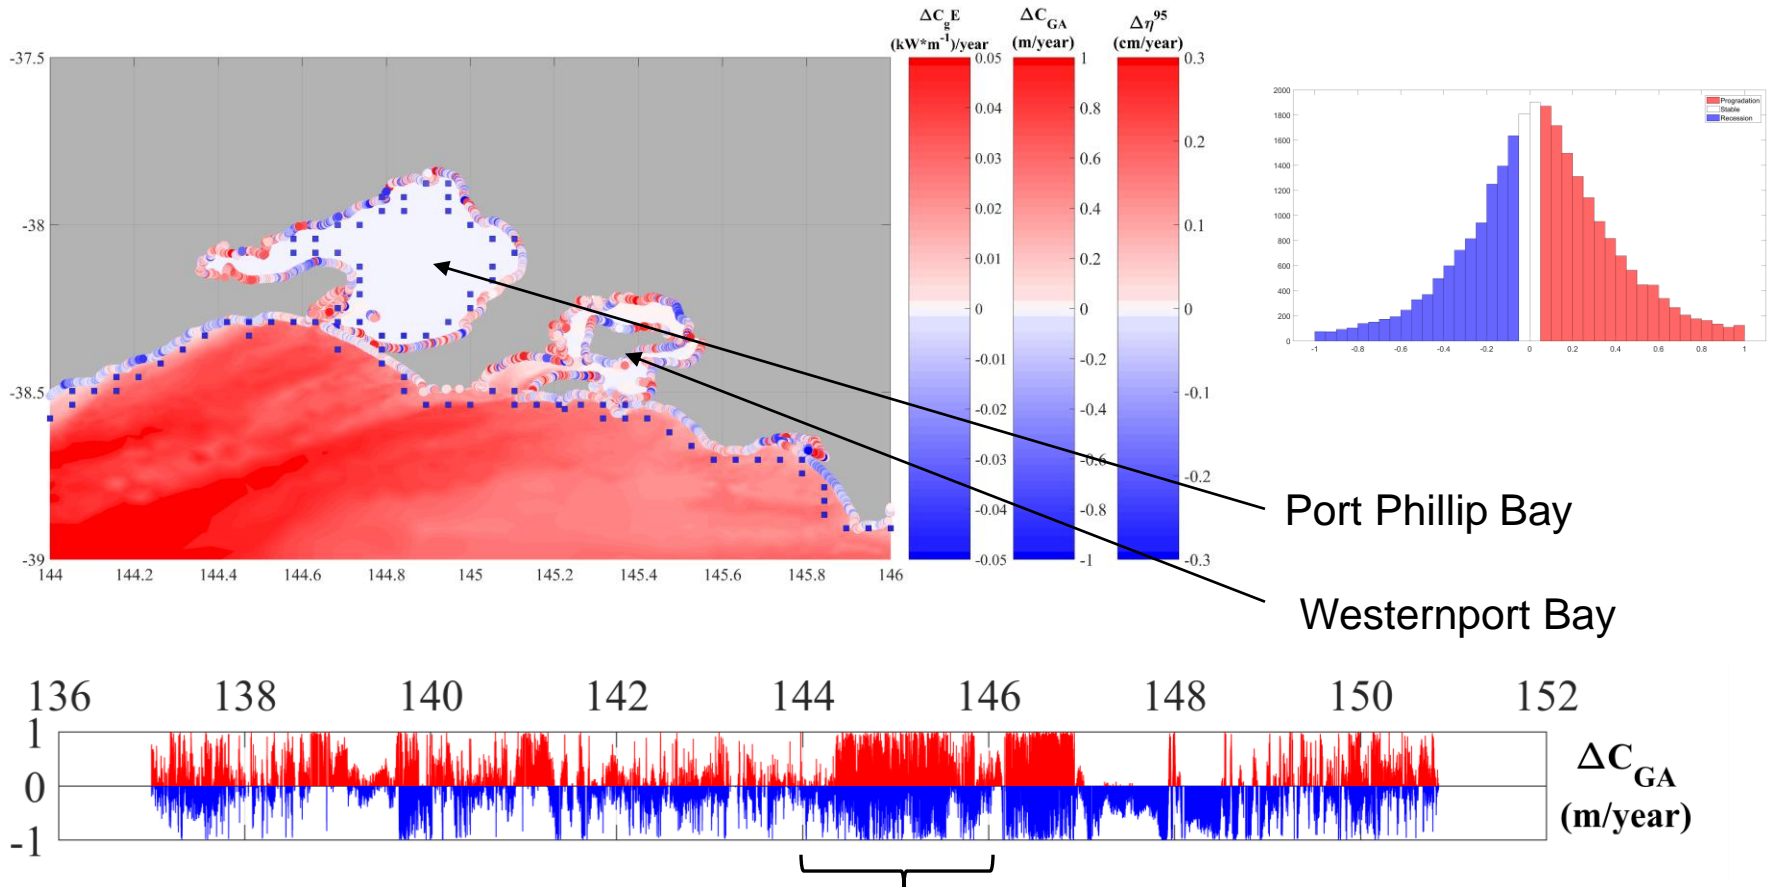 ΔC_gE
(kW*m⁻¹)/year
ΔC_GA
(m/year)
Δη⁹⁵
(cm/year)
-37.5
-38
-38.5
-39
144 144.2 144.4 144.6 144.8 145 145.2 145.4 145.6 145.8 146
0.05
0.04
0.03
0.02
0.01
0
-0.01
-0.02
-0.03
-0.04
-0.05
1
0.8
0.6
0.4
0.2
0
-0.2
-0.4
-0.6
-0.8
-1
0.3
0.2
0.1
0
-0.1
-0.2
-0.3
2000
1800
1600
1400
1200
1000
800
600
400
200
0
-1 -0.8 -0.6 -0.4 -0.2 0 0.2 0.4 0.6 0.8 1
Progradation
Stable
Recession
Port Phillip Bay
Westernport Bay
136 138 140 142 144 146 148 150 152
1
0
-1
ΔC_GA
(m/year)